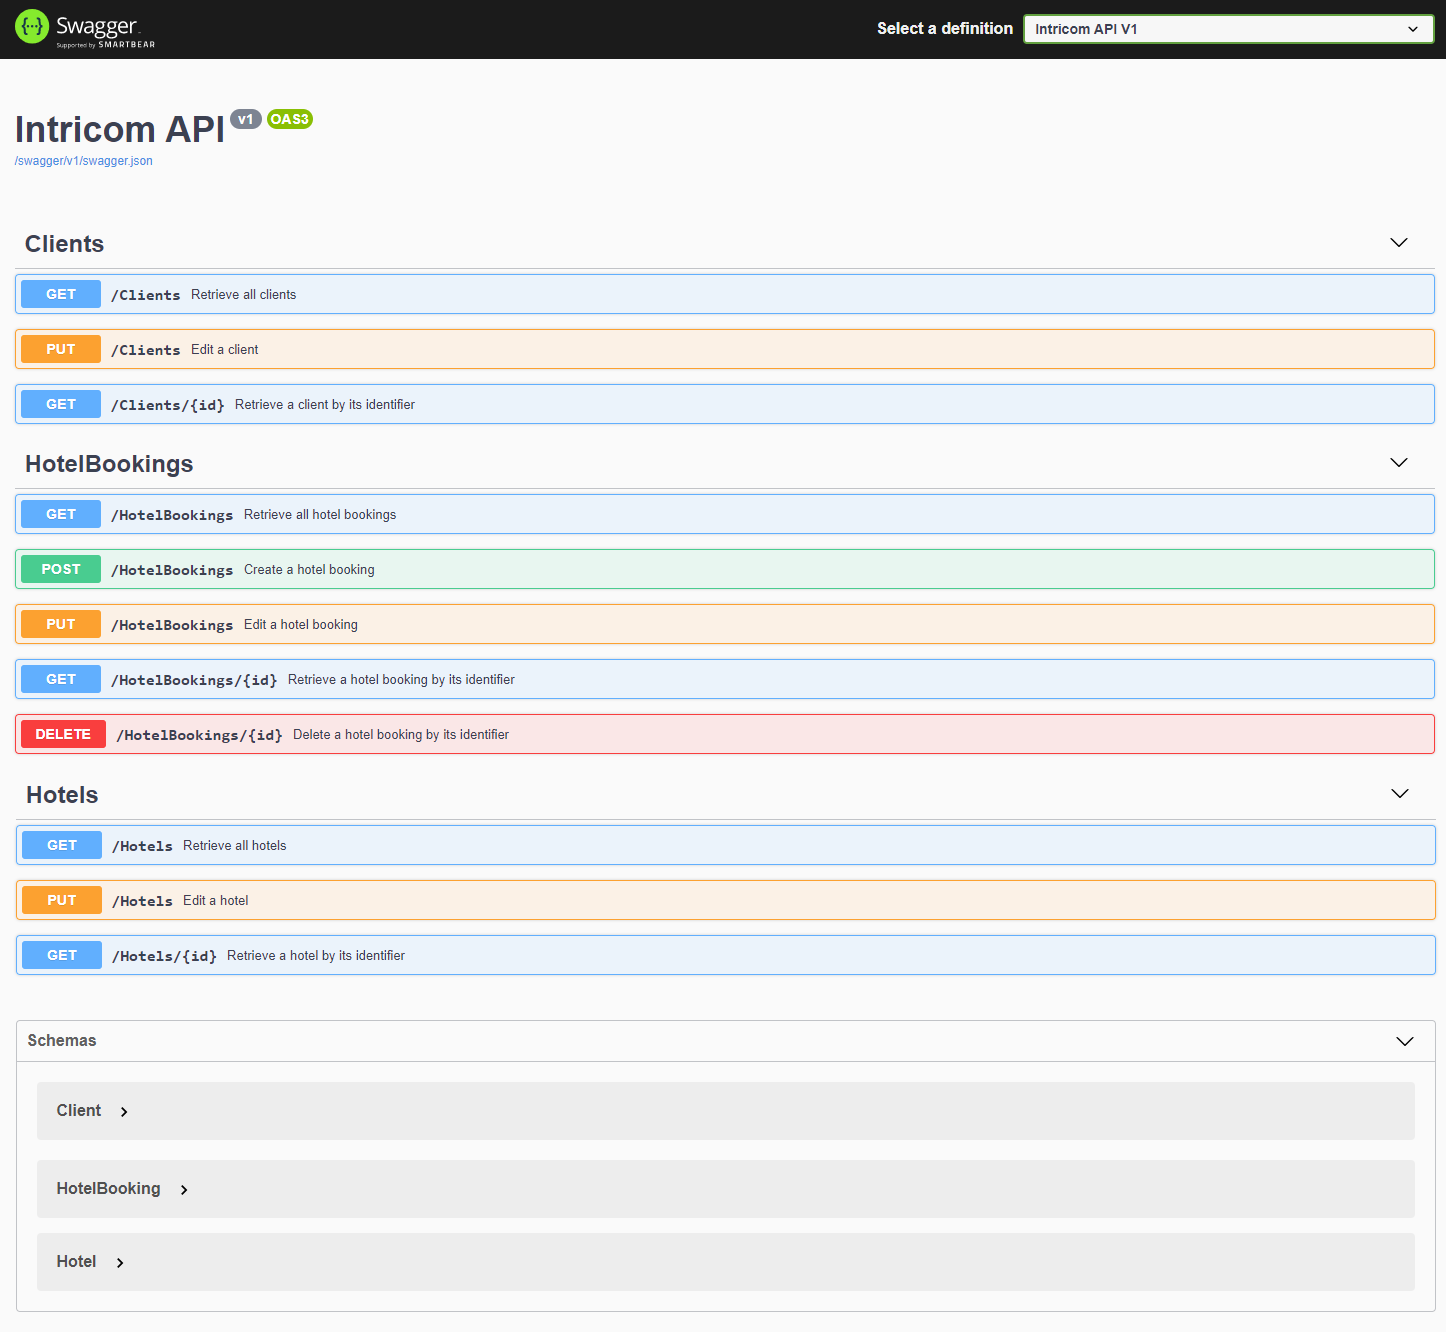 Swagger.
Supported by SMARTBEAR
Select a definition
Intricom API V1
Intricom API v1 OAS3
/swagger/v1/swagger.json
Clients
GET /Clients Retrieve all clients
PUT /Clients Edit a client
GET /Clients/{id} Retrieve a client by its identifier
HotelBookings
GET /HotelBookings Retrieve all hotel bookings
POST /HotelBookings Create a hotel booking
PUT /HotelBookings Edit a hotel booking
GET /HotelBookings/{id} Retrieve a hotel booking by its identifier
DELETE /HotelBookings/{id} Delete a hotel booking by its identifier
Hotels
GET /Hotels Retrieve all hotels
PUT /Hotels Edit a hotel
GET /Hotels/{id} Retrieve a hotel by its identifier
Schemas
Client
HotelBooking
Hotel